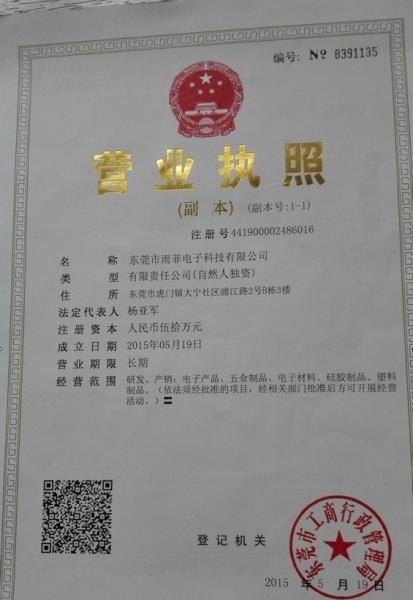 编号: Nº 0391135
营业执照
(副 本) (副本号:1-1)
注册号441900002486016
名 称 东莞市雨菲电子科技有限公司
类 型 有限责任公司(自然人独资)
住 所 东莞市虎门镇大宁社区浦江路2号B栋3楼
法定代表人 杨亚军
注册资本 人民币伍拾万元
成立日期 2015年05月19日
营业期限 长期
经营范围 研发、产销:电子产品、五金制品、电子材料、硅胶制品、塑料
制品。(依法须经批准的项目,经相关部门批准后方可开展经营
活动。)〓
登记机关
东莞市工商行政管理局
2015 年 5 月 19 日